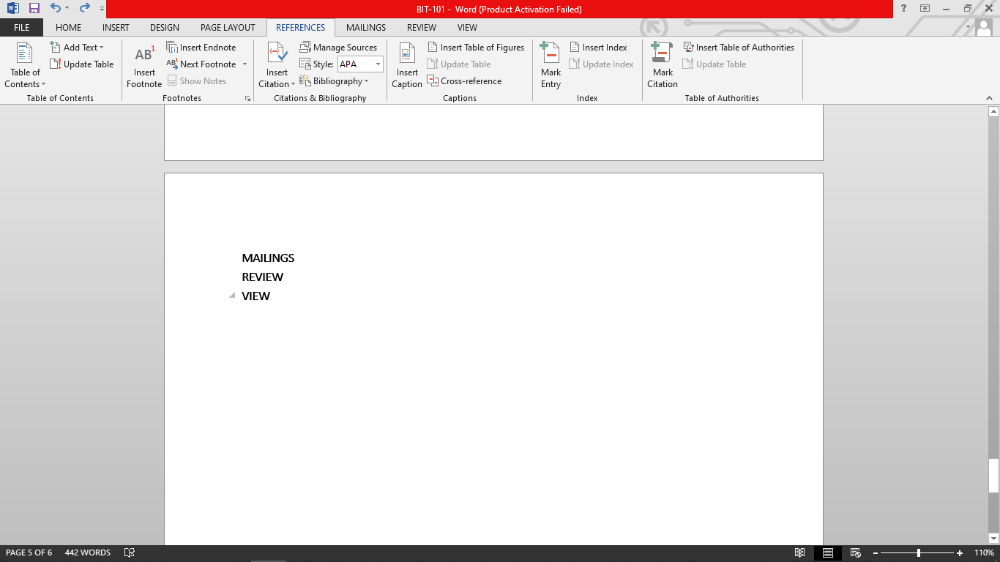 BIT-101 - Word (Product Activation Failed)
FILE HOME INSERT DESIGN PAGE LAYOUT REFERENCES MAILINGS REVIEW VIEW
Table of Contents
Add Text
Update Table
Table of Contents
AB1
Insert Footnote
Insert Endnote
AB1 Next Footnote
Show Notes
Footnotes
Insert Citation
Manage Sources
Style: APA
Bibliography
Citations & Bibliography
Insert Caption
Insert Table of Figures
Update Table
Cross-reference
Captions
Mark Entry
Insert Index
Update Index
Index
Mark Citation
Insert Table of Authorities
Update Table
Table of Authorities
MAILINGS
REVIEW
VIEW
PAGE 5 OF 6 442 WORDS 110%